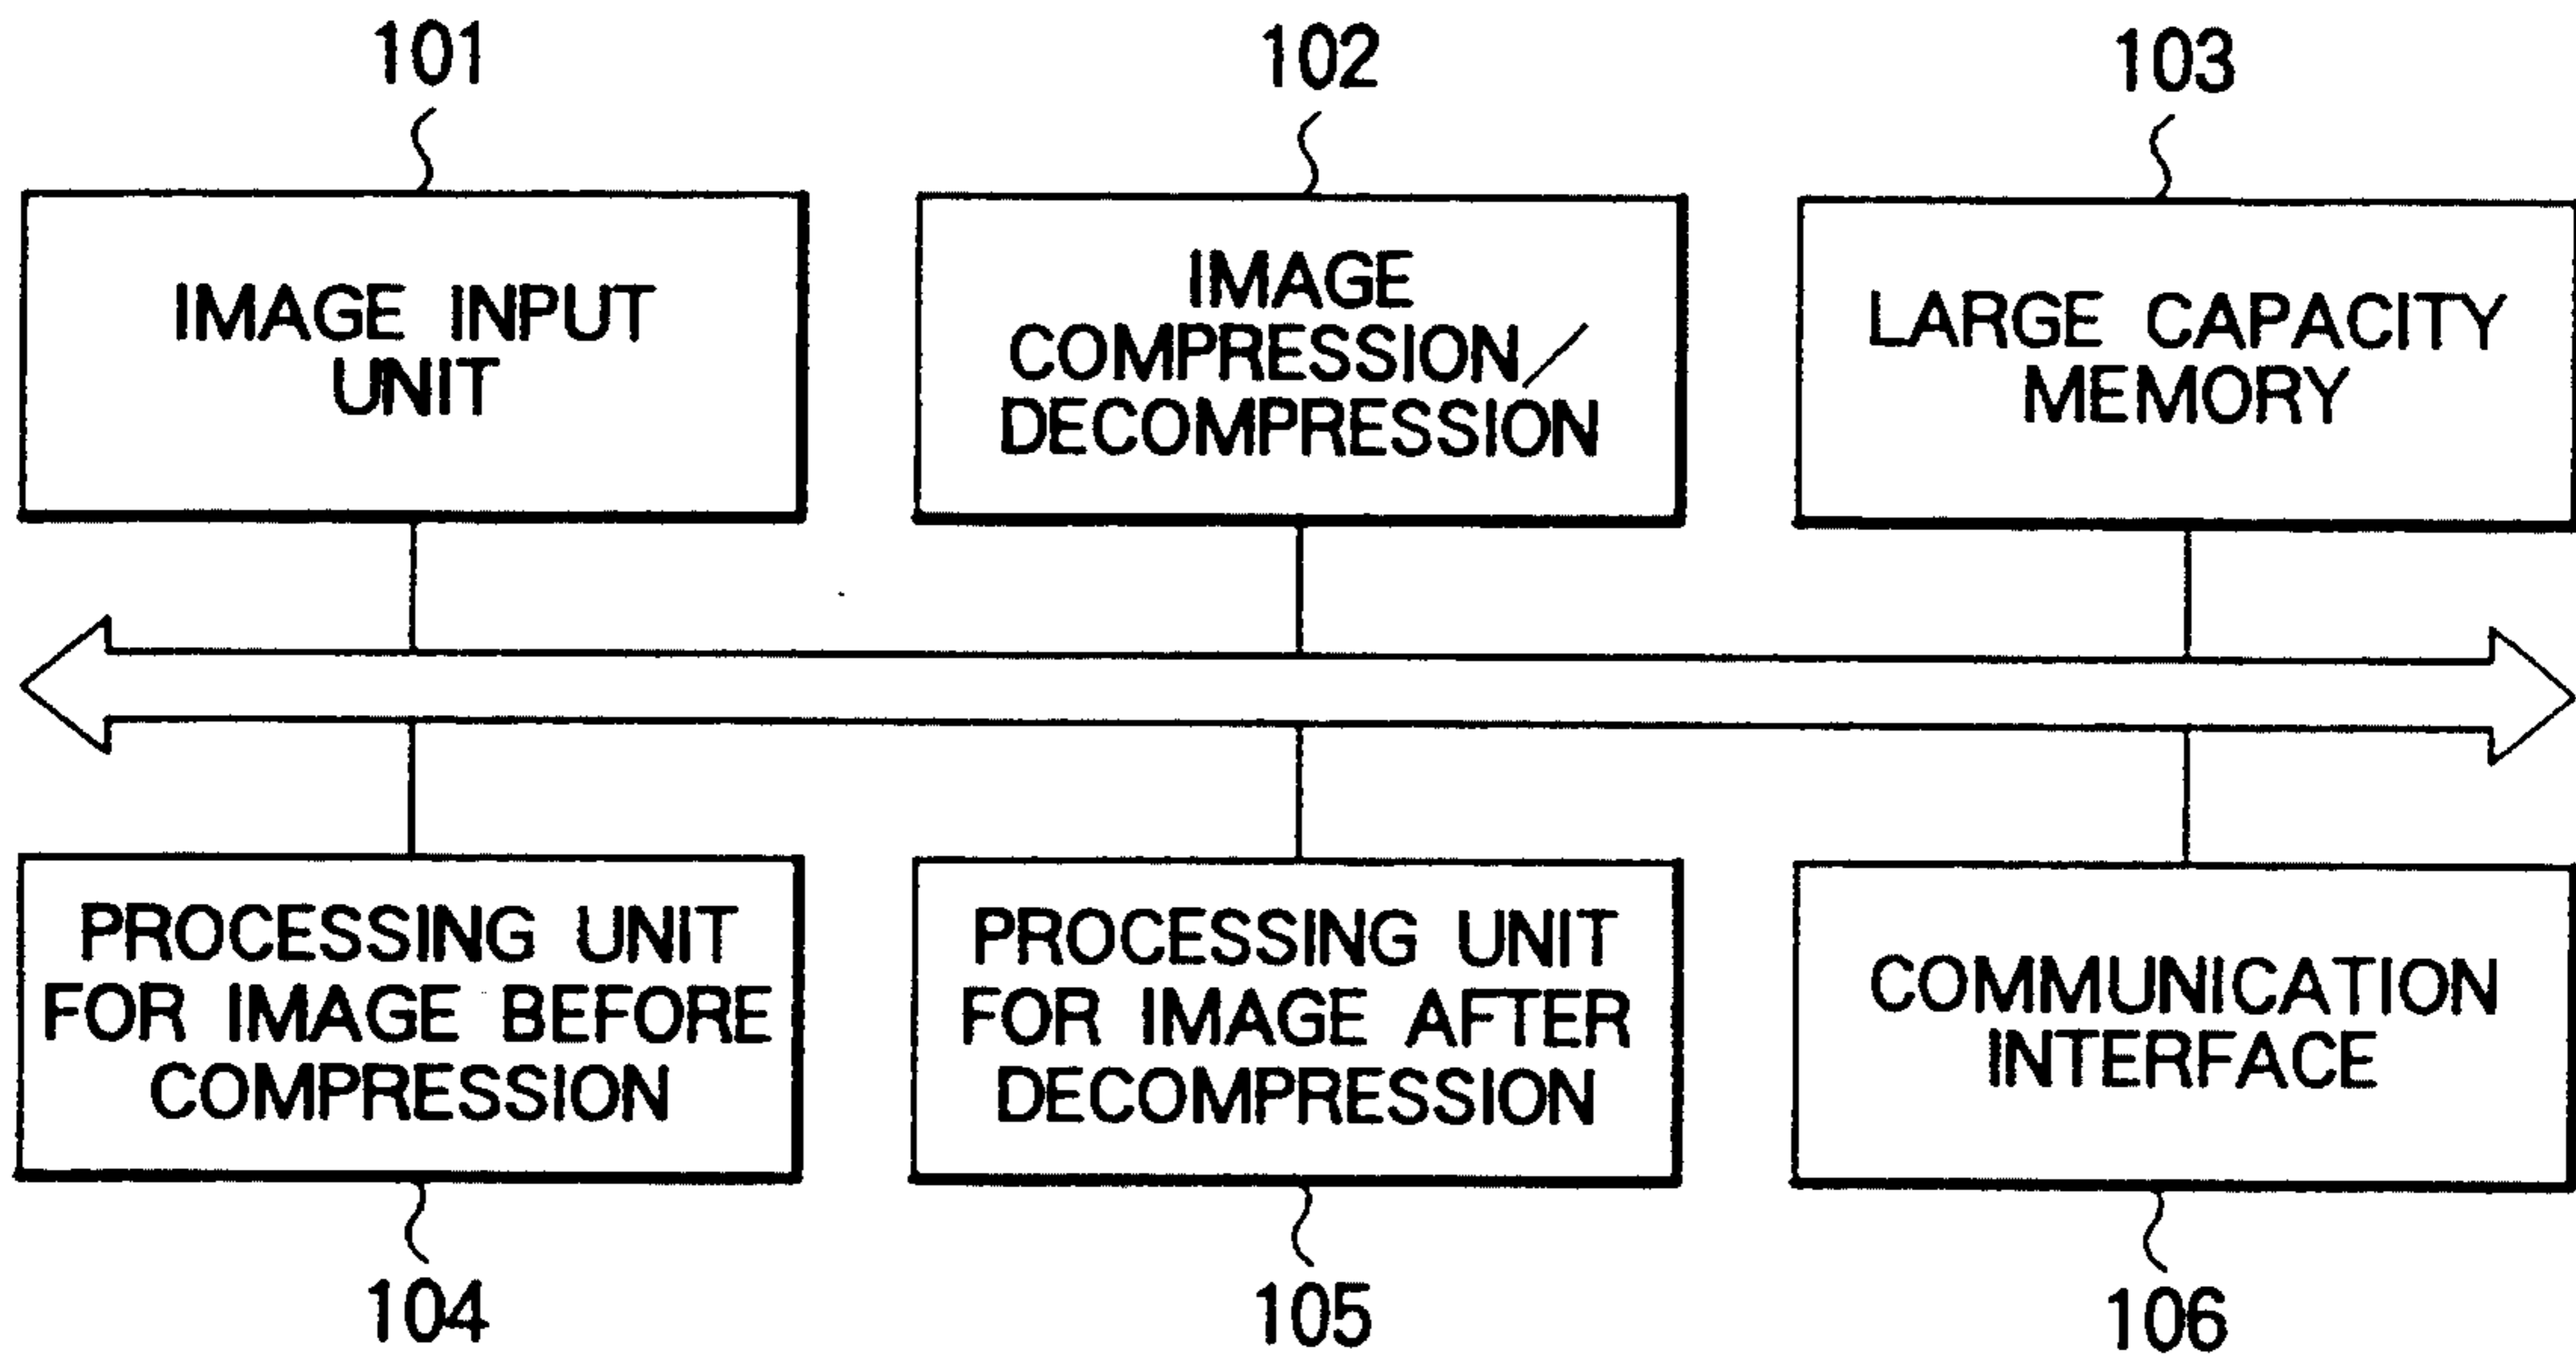 101
102
103
IMAGE INPUT
UNIT
IMAGE
COMPRESSION/
DECOMPRESSION
LARGE CAPACITY
MEMORY
PROCESSING UNIT
FOR IMAGE BEFORE
COMPRESSION
PROCESSING UNIT
FOR IMAGE AFTER
DECOMPRESSION
COMMUNICATION
INTERFACE
104
105
106